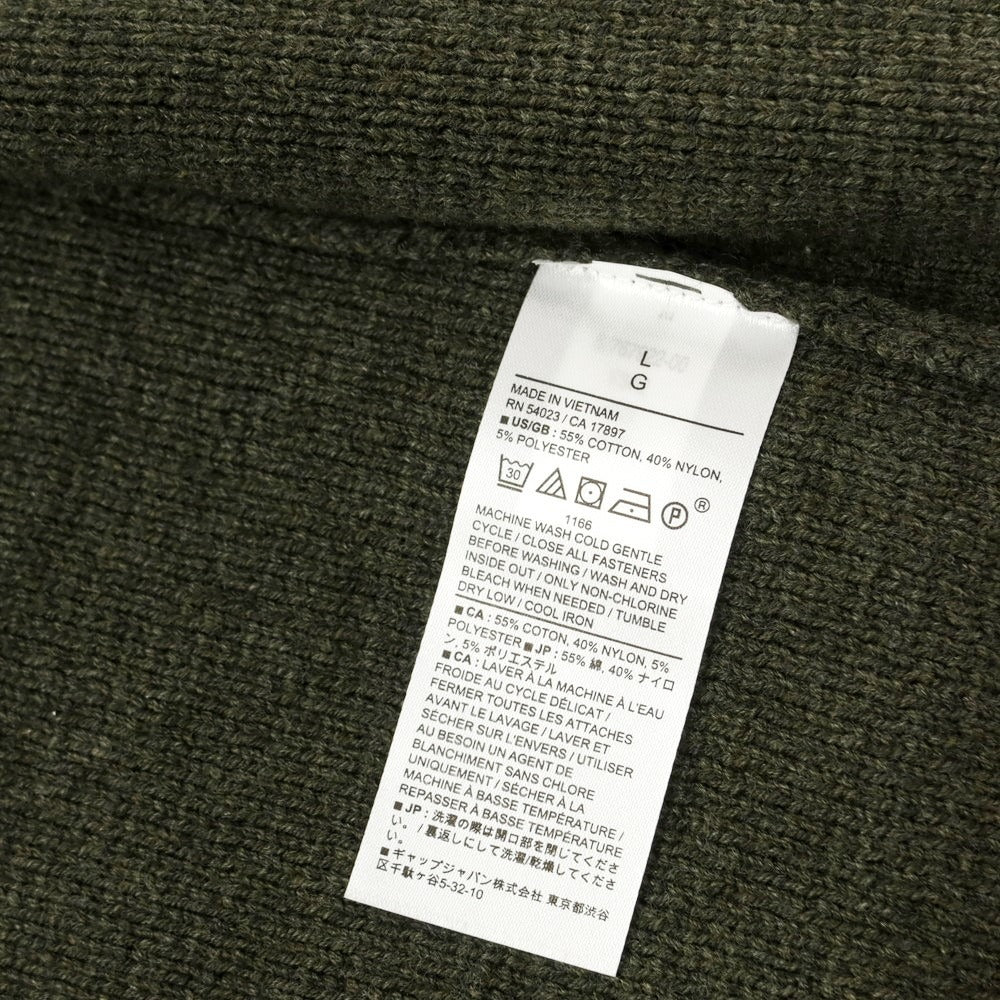 L
G
MADE IN VIETNAM
RN 54023 / CA 17897
■ US/GB : 55% COTTON, 40% NYLON,
5% POLYESTER
30 P ®
1166
MACHINE WASH COLD GENTLE
CYCLE / CLOSE ALL FASTENERS
BEFORE WASHING / WASH AND DRY
INSIDE OUT / ONLY NON-CHLORINE
BLEACH WHEN NEEDED / TUMBLE
DRY LOW / COOL IRON
■ CA : 55% COTON, 40% NYLON, 5%
POLYESTER ■ JP : 55% 綿, 40% ナイロ
ン, 5% ポリエステル
■ CA : LAVER À LA MACHINE À L'EAU
FROIDE AU CYCLE DÉLICAT /
FERMER TOUTES LES ATTACHES
AVANT LE LAVAGE / LAVER ET
SÉCHER SUR L'ENVERS / UTILISER
AU BESOIN UN AGENT DE
BLANCHIMENT SANS CHLORE
UNIQUEMENT / SÉCHER À LA
MACHINE À BASSE TEMPÉRATURE /
REPASSER À BASSE TEMPÉRATURE
■ JP : 洗濯の際は開口部を閉じてくださ
い。 / 裏返しにして洗濯/乾燥してくださ
い。
■ ギャップジャパン株式会社 東京都渋谷
区千駄ヶ谷5-32-10